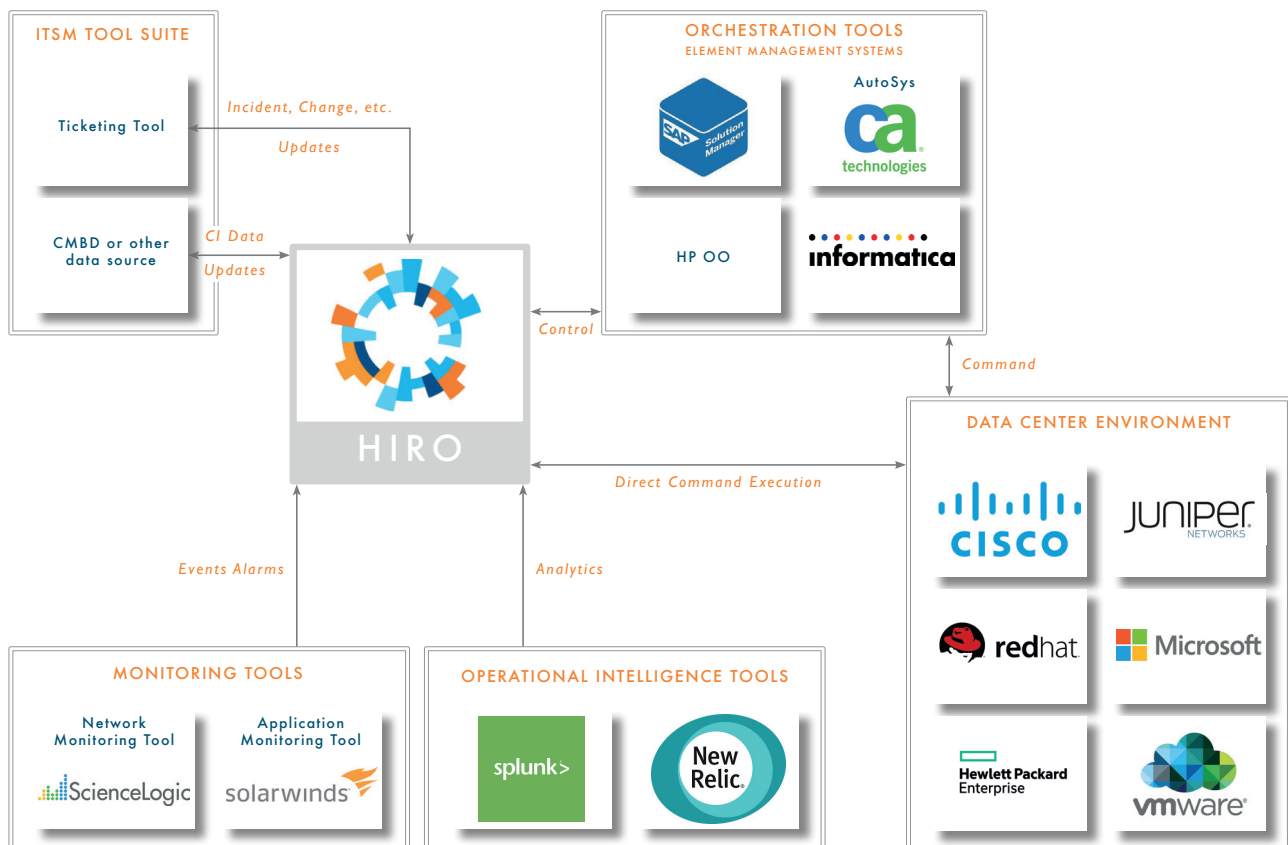 ITSM TOOL SUITE
Ticketing Tool
CMBD or other
data source
Incident, Change, etc.
Updates
CI Data
Updates
ORCHESTRATION TOOLS
ELEMENT MANAGEMENT SYSTEMS
SAP Solution
Manager
AutoSys
ca
technologies
HP OO
informatica
HIRO
Control
Command
Direct Command Execution
DATA CENTER ENVIRONMENT
CISCO
JUNIPER
NETWORKS
redhat
Microsoft
Hewlett Packard
Enterprise
vmware
Events Alarms
Analytics
MONITORING TOOLS
Network
Monitoring Tool
ScienceLogic
Application
Monitoring Tool
solarwinds
OPERATIONAL INTELLIGENCE TOOLS
splunk>
New
Relic.